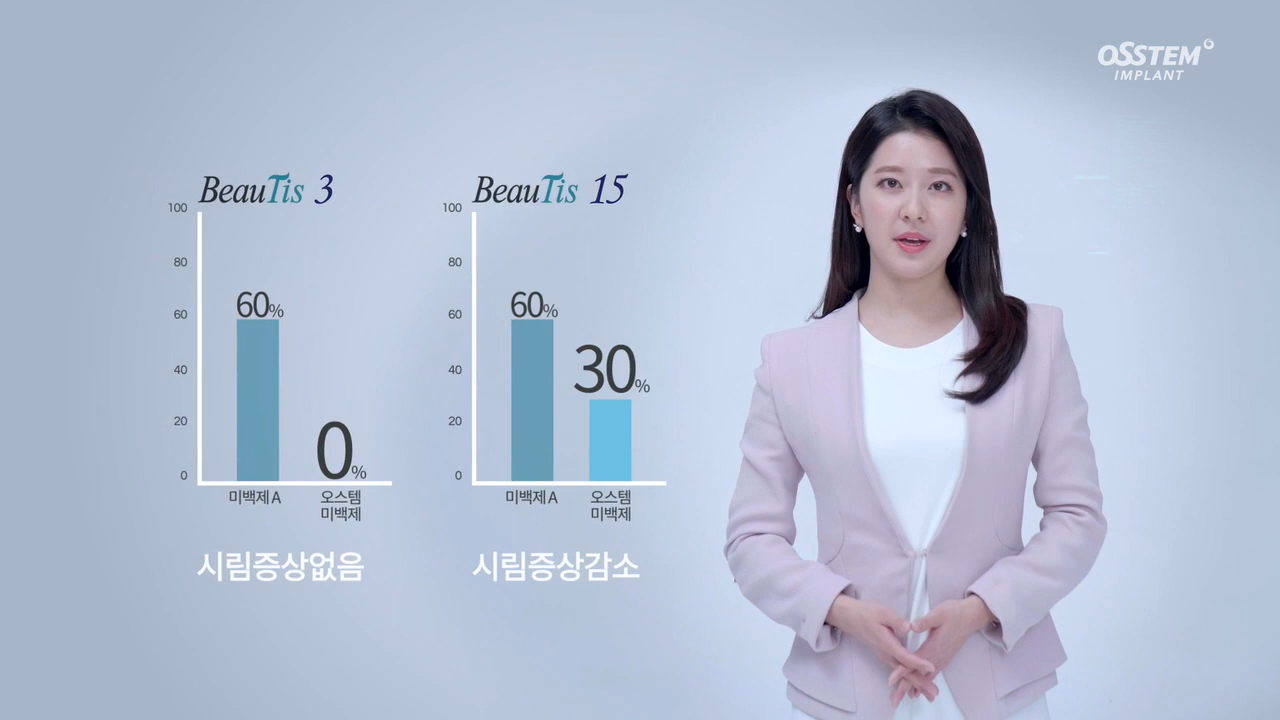 OSSTEM
IMPLANT
BeauTis 3
100
80
60
40
20
0
60%
0%
미백제 A
오스템
미백제
시림증상없음
BeauTis 15
100
80
60
40
20
0
60%
30%
미백제 A
오스템
미백제
시림증상감소